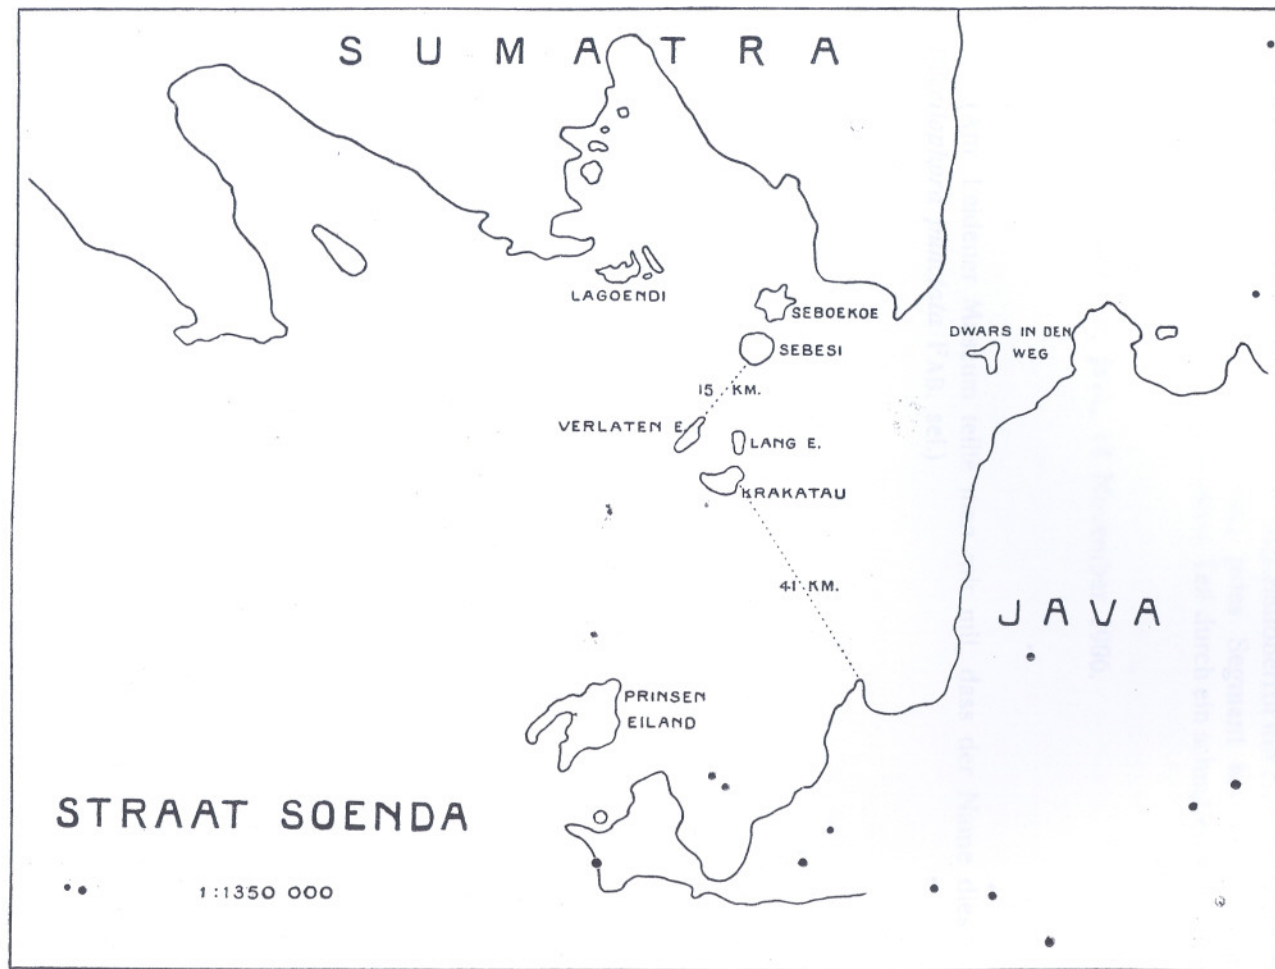 SUMATRA
LAGOENDI
SEBOEKOE
SEBESI
DWARS IN DEN
WEG
15 KM.
VERLATEN E.
LANG E.
KRAKATAU
41 KM.
JAVA
PRINSEN
EILAND
STRAAT SOENDA
1:1350 000